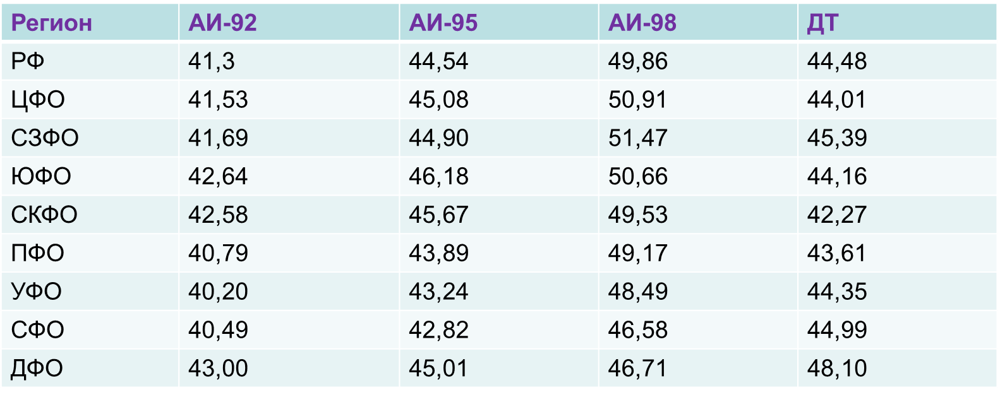 Регион АИ-92 АИ-95 АИ-98 ДТ
РФ 41,3 44,54 49,86 44,48
ЦФО 41,53 45,08 50,91 44,01
СЗФО 41,69 44,90 51,47 45,39
ЮФО 42,64 46,18 50,66 44,16
СКФО 42,58 45,67 49,53 42,27
ПФО 40,79 43,89 49,17 43,61
УФО 40,20 43,24 48,49 44,35
СФО 40,49 42,82 46,58 44,99
ДФО 43,00 45,01 46,71 48,10